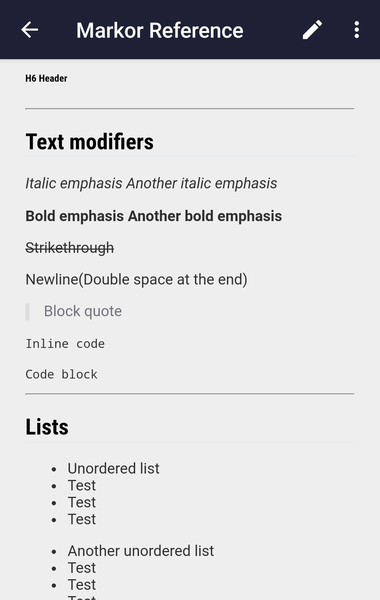 Markor Reference
H6 Header
Text modifiers
Italic emphasis Another italic emphasis
Bold emphasis Another bold emphasis
Strikethrough
Newline(Double space at the end)
Block quote
Inline code
Code block
Lists
• Unordered list
• Test
• Test
• Test
• Another unordered list
• Test
• Test
• Test